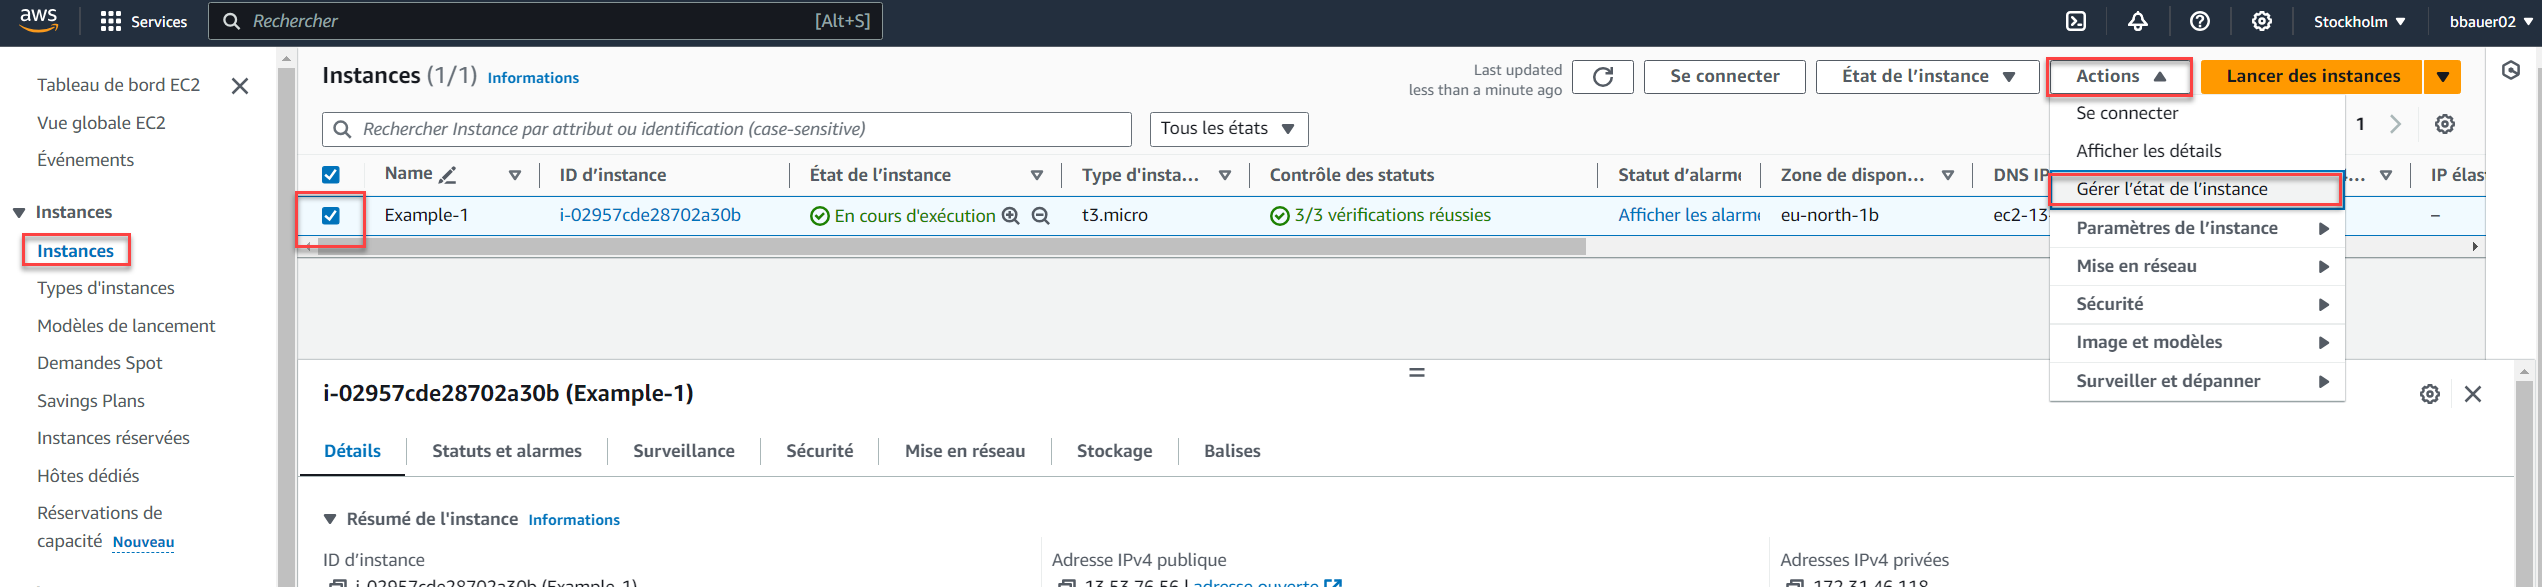 aws
Services
Rechercher [Alt+S]
Stockholm
bbauer02
Tableau de bord EC2
Vue globale EC2
Événements
Instances
Instances
Types d'instances
Modèles de lancement
Demandes Spot
Savings Plans
Instances réservées
Hôtes dédiés
Réservations de
capacité Nouveau
Instances (1/1) Informations
Last updated
less than a minute ago
Se connecter
État de l’instance
Actions
Lancer des instances
Rechercher Instance par attribut ou identification (case-sensitive)
Tous les états
1
Name ID d’instance État de l’instance Type d'insta... Contrôle des statuts Statut d’alarme Zone de dispon... DNS IP ... IP élas
Example-1 i-02957cde28702a30b En cours d'exécution t3.micro 3/3 vérifications réussies Afficher les alarme eu-north-1b ec2-13- –
Se connecter
Afficher les détails
Gérer l’état de l’instance
Paramètres de l’instance
Mise en réseau
Sécurité
Image et modèles
Surveiller et dépanner
i-02957cde28702a30b (Example-1)
Détails Statuts et alarmes Surveillance Sécurité Mise en réseau Stockage Balises
Résumé de l'instance Informations
ID d’instance Adresse IPv4 publique Adresses IPv4 privées
i-02957cde28702a30b (Example-1) 13.53.76.56 | adresse ouverte 172.31.46.118